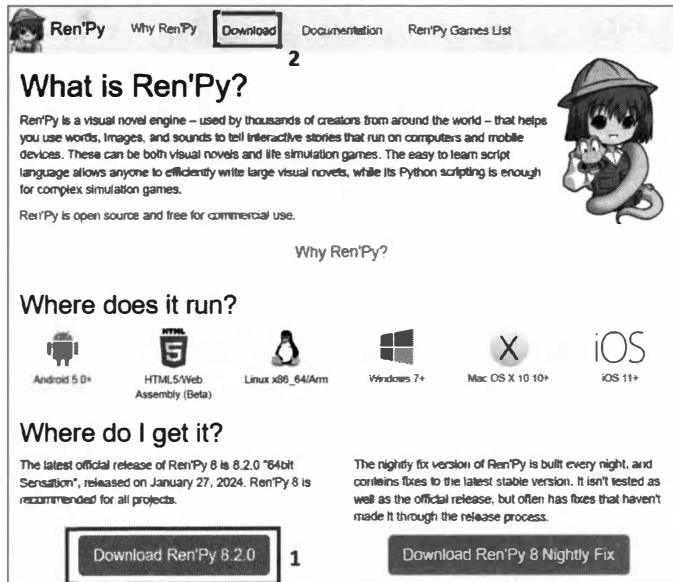 Ren'Py Why Ren'Py Download Documentation Ren'Py Games List
2
What is Ren'Py?
Ren'Py is a visual novel engine – used by thousands of creators from around the world – that helps
you use words, images, and sounds to tell interactive stories that run on computers and mobile
devices. These can be both visual novels and life simulation games. The easy to learn script
language allows anyone to efficiently write large visual novels, while its Python scripting is enough
for complex simulation games.
Ren'Py is open source and free for commercial use.
Why Ren'Py?
Where does it run?
HTML
5
X
iOS
Android 5.0+
HTML5/Web
Assembly (Beta)
Linux x86_64/Arm
Windows 7+
Mac OS X 10.10+
iOS 11+
Where do I get it?
The latest official release of Ren'Py 8 is 8.2.0 "64bit
Sensation", released on January 27, 2024. Ren'Py 8 is
recommended for all projects.
Download Ren'Py 8.2.0
1
The nightly fix version of Ren'Py is built every night, and
contains fixes to the latest stable version. It isn't tested as
well as the official release, but often has fixes that haven't
made it through the release process.
Download Ren'Py 8 Nightly Fix